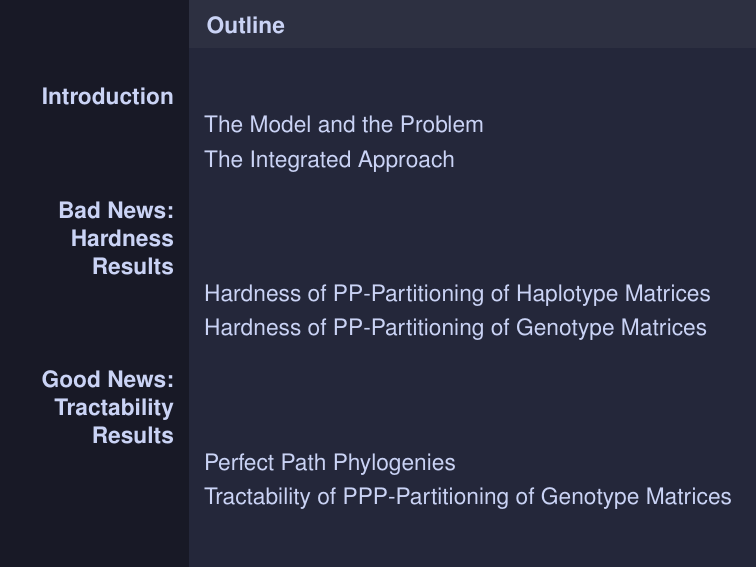 Outline
Introduction
The Model and the Problem
The Integrated Approach
Bad News:
Hardness
Results
Hardness of PP-Partitioning of Haplotype Matrices
Hardness of PP-Partitioning of Genotype Matrices
Good News:
Tractability
Results
Perfect Path Phylogenies
Tractability of PPP-Partitioning of Genotype Matrices